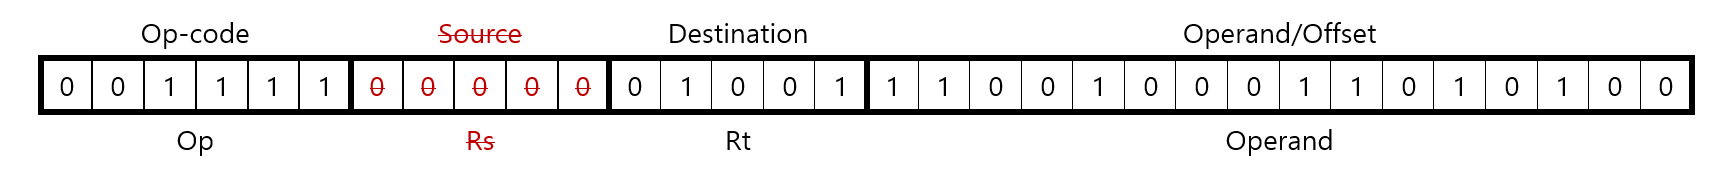 Op-code Source Destination Operand/Offset
0 0 1 1 1 1 0 0 0 0 0 0 1 0 0 1 1 1 0 0 1 0 0 0 1 1 0 1 0 1 0 0
Op Rs Rt Operand